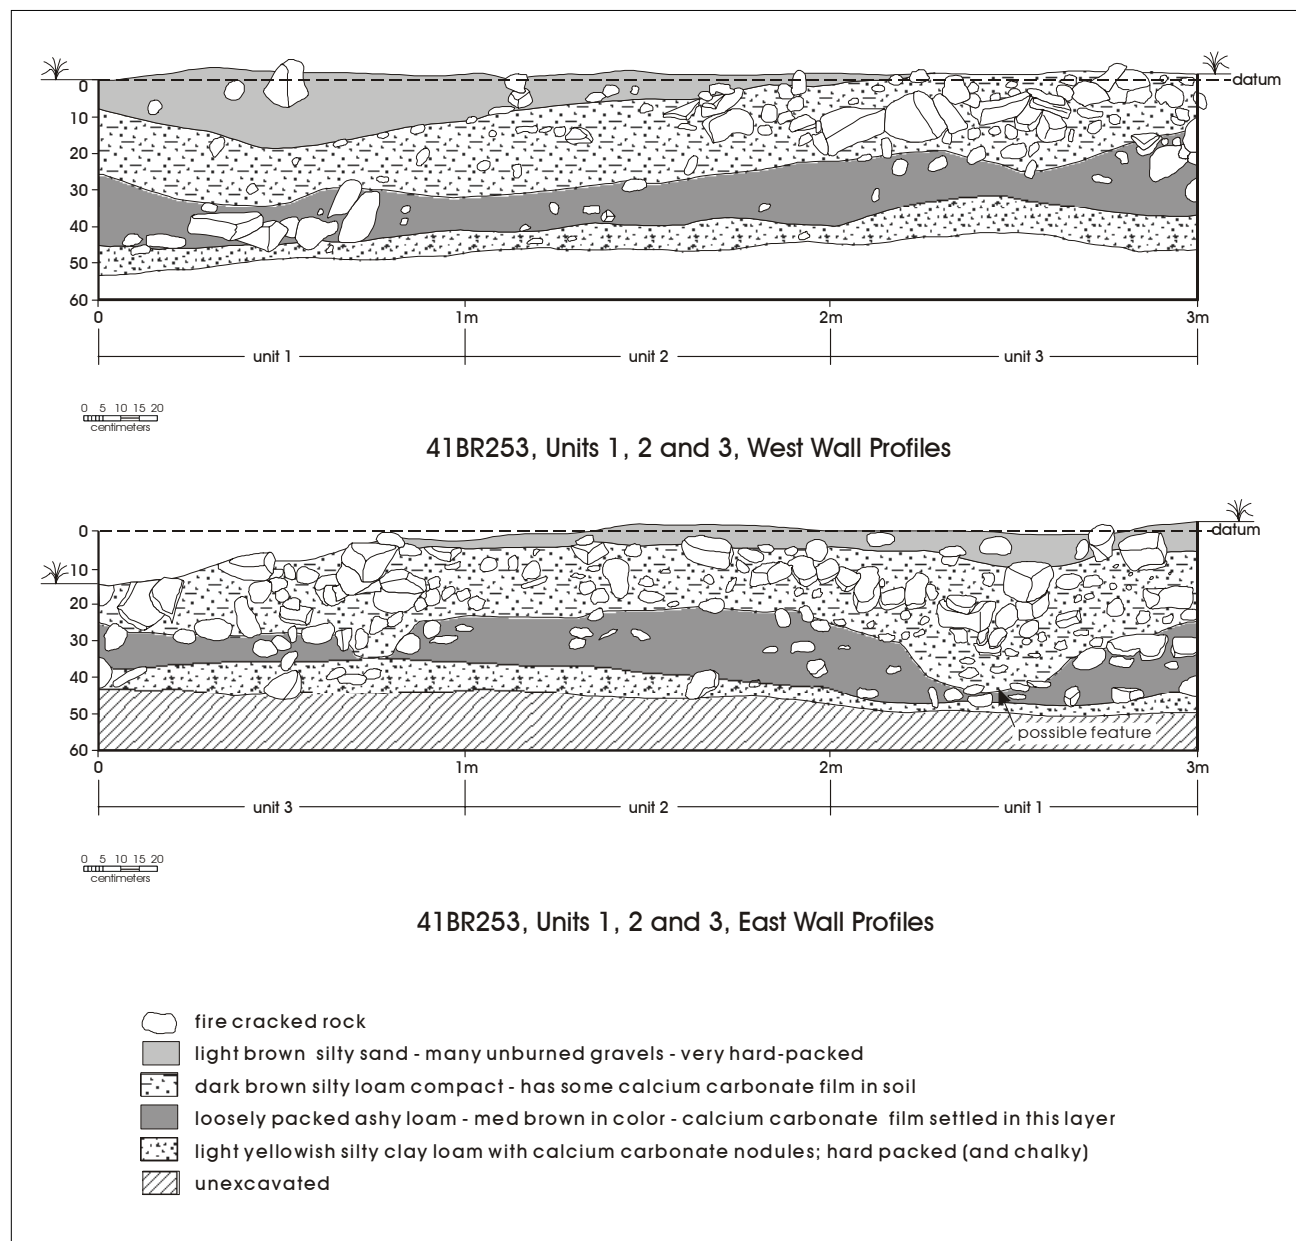 datum
0
10
20
30
40
50
60
0 1m 2m 3m
unit 1 unit 2 unit 3
0 5 10 15 20
centimeters
41BR253, Units 1, 2 and 3, West Wall Profiles
0
datum
10
20
30
40
50
60
possible feature
0 1m 2m 3m
unit 3 unit 2 unit 1
0 5 10 15 20
centimeters
41BR253, Units 1, 2 and 3, East Wall Profiles
fire cracked rock
light brown silty sand - many unburned gravels - very hard-packed
dark brown silty loam compact - has some calcium carbonate film in soil
loosely packed ashy loam - med brown in color - calcium carbonate film settled in this layer
light yellowish silty clay loam with calcium carbonate nodules; hard packed (and chalky)
unexcavated